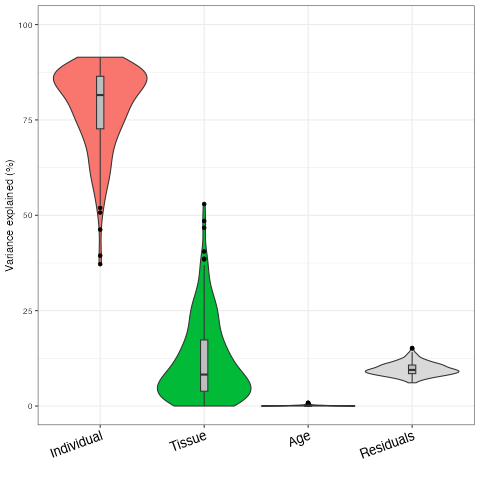 Variance explained (%)
100
75
50
25
0
Individual
Tissue
Age
Residuals